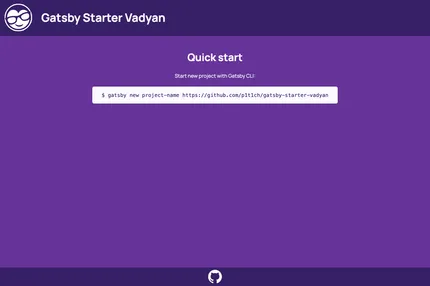 Gatsby Starter Vadyan
Quick start
Start new project with Gatsby CLI:
$ gatsby new project-name https://github.com/p1t1ch/gatsby-starter-vadyan